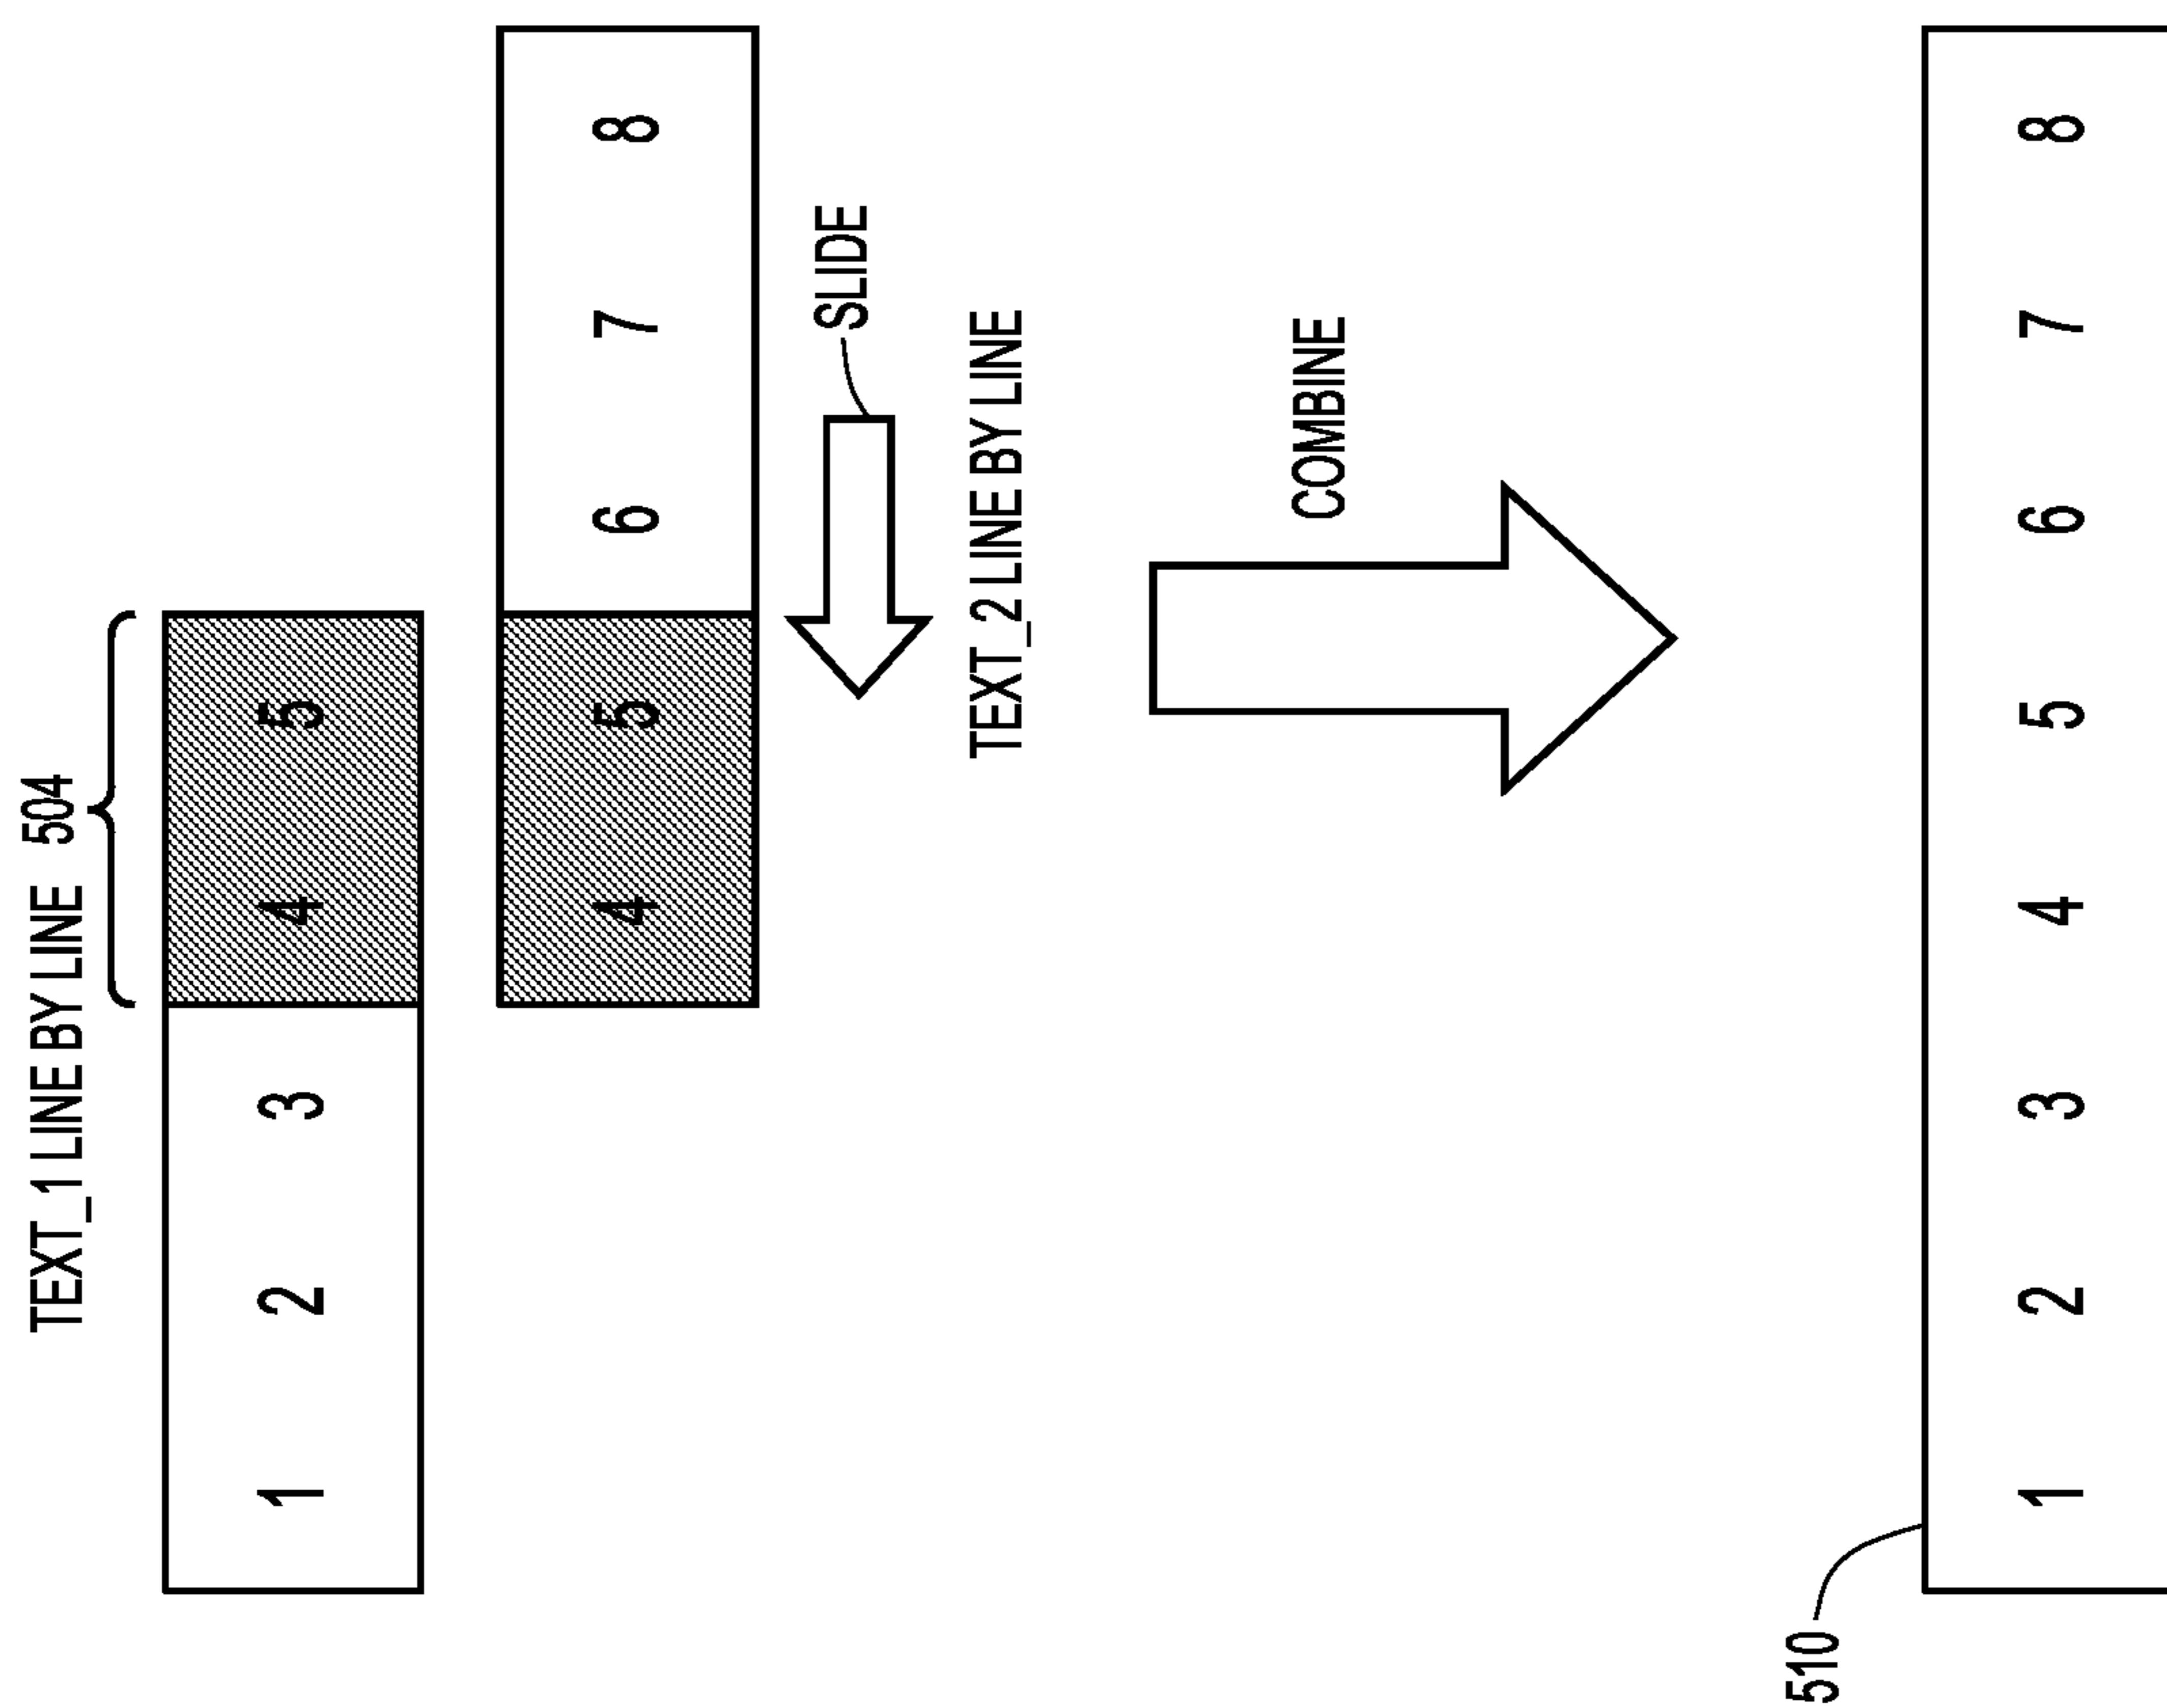 TEXT_1 LINE BY LINE 504
1 2 3 4 5
4 5 6 7 8
SLIDE
TEXT_2 LINE BY LINE
COMBINE
510
1 2 3 4 5 6 7 8